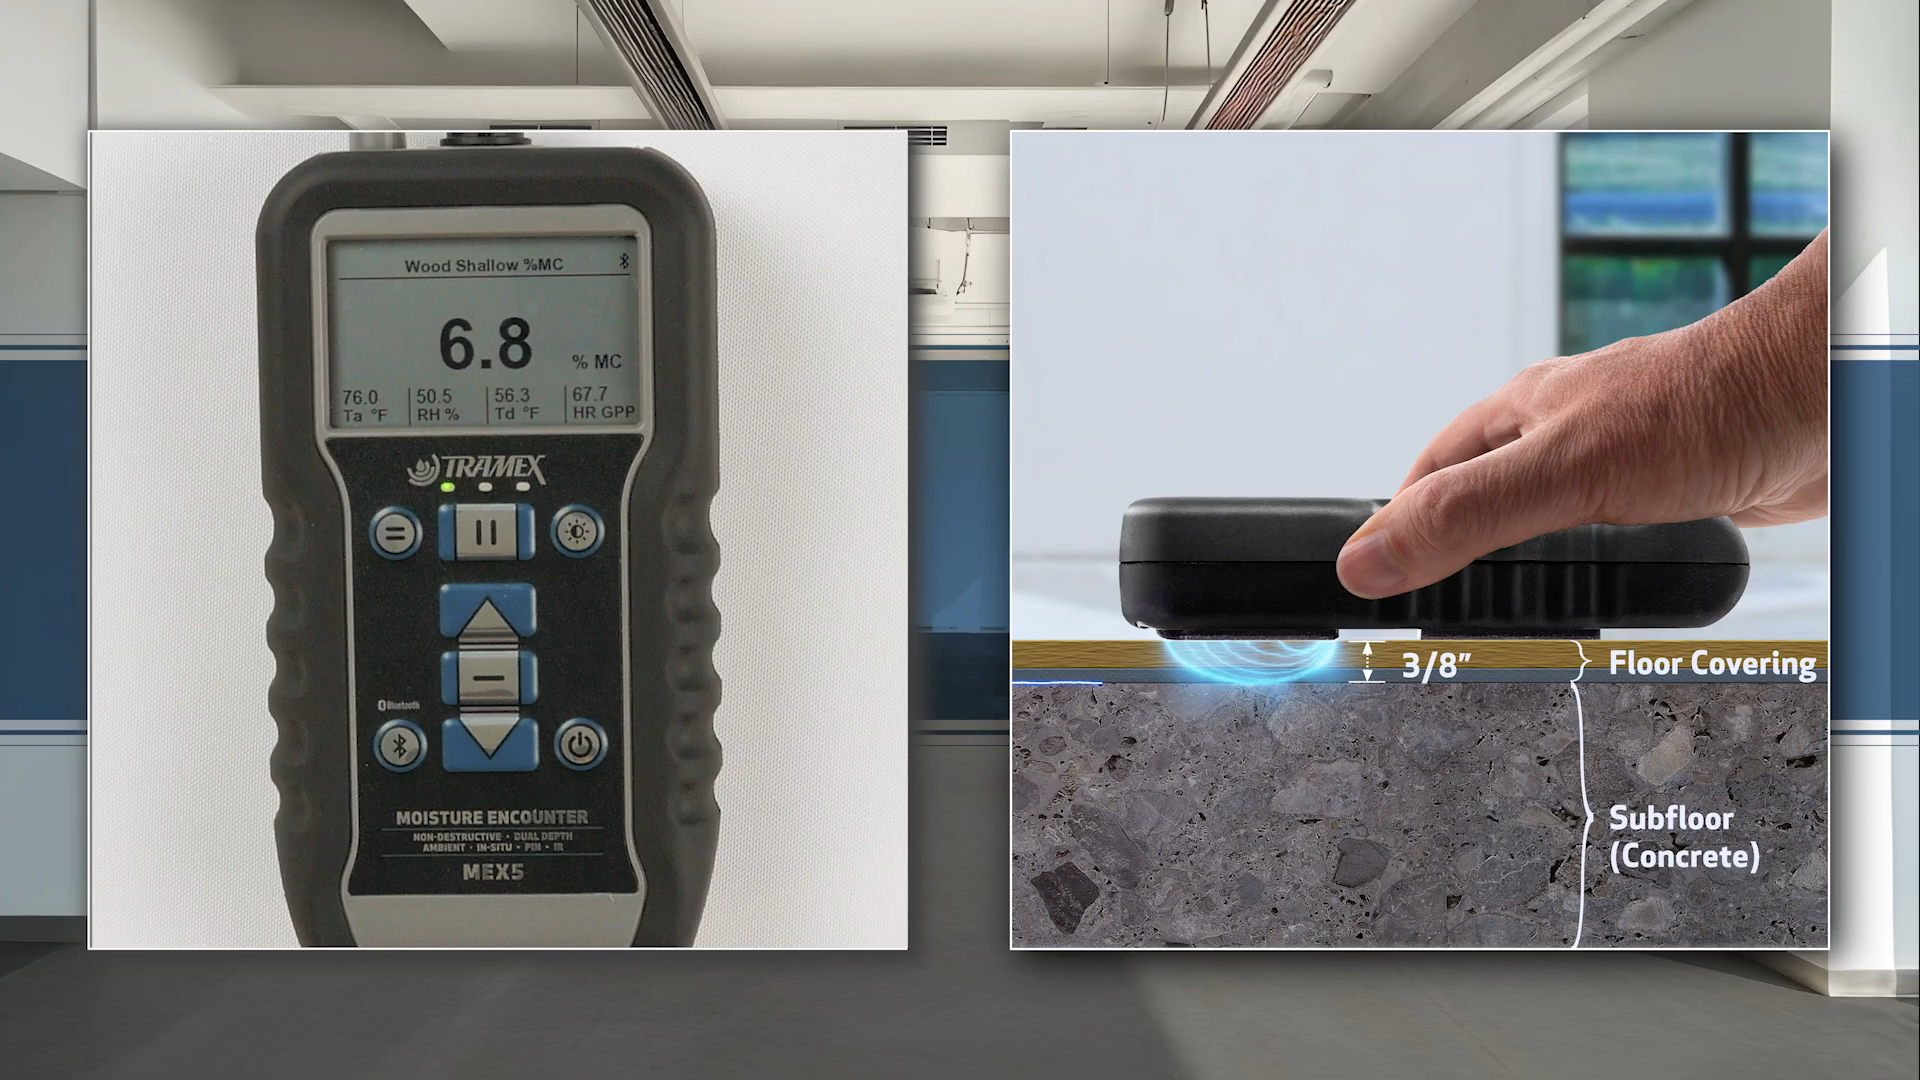 Wood Shallow %MC
6.8
% MC
76.0 50.5 56.3 67.7
Ta °F RH % Td °F HR GPP
TRAMEX
Bluetooth
MOISTURE ENCOUNTER
NON-DESTRUCTIVE • DUAL DEPTH
AMBIENT • IN-SITU • PIN • IR
MEX5
3/8”
Floor Covering
Subfloor
(Concrete)